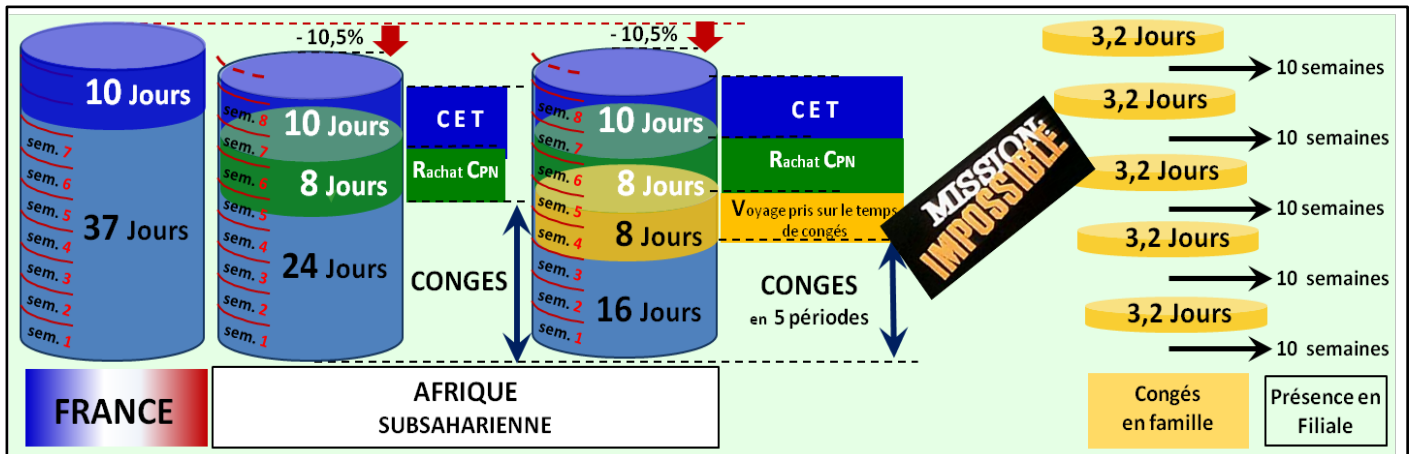 10 Jours
sem. 7
sem. 6
sem. 5
sem. 4
sem. 3
sem. 2
sem. 1
37 Jours
FRANCE
- 10,5%
sem. 8
sem. 7
sem. 6
sem. 5
sem. 4
sem. 3
sem. 2
sem. 1
10 Jours
8 Jours
24 Jours
CET
Rachat CPN
CONGES
- 10,5%
sem. 8
sem. 7
sem. 6
sem. 5
sem. 4
sem. 3
sem. 2
sem. 1
10 Jours
8 Jours
8 Jours
16 Jours
CET
Rachat CPN
Voyage pris sur le temps
de congés
CONGES
en 5 périodes
AFRIQUE
SUBSAHARIENNE
MISSION:
IMPOSSIBLE
3,2 Jours
10 semaines
3,2 Jours
10 semaines
3,2 Jours
10 semaines
3,2 Jours
10 semaines
3,2 Jours
10 semaines
Congés
en famille
Présence en
Filiale